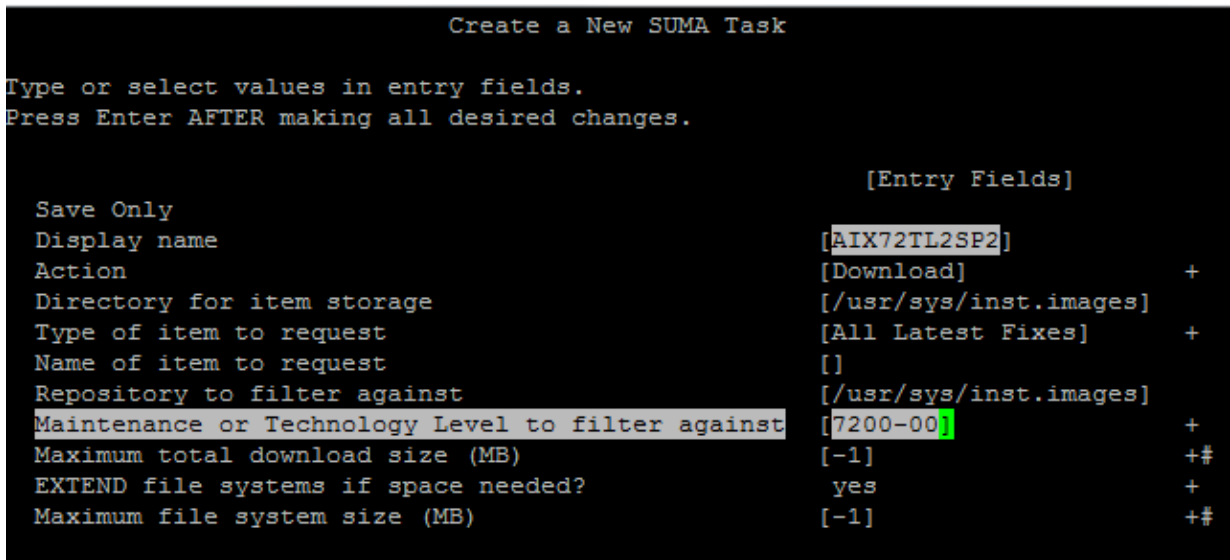 Create a New SUMA Task
Type or select values in entry fields.
Press Enter AFTER making all desired changes.
[Entry Fields]
Save Only
Display name [AIX72TL2SP2]
Action [Download] +
Directory for item storage [/usr/sys/inst.images]
Type of item to request [All Latest Fixes] +
Name of item to request []
Repository to filter against [/usr/sys/inst.images]
Maintenance or Technology Level to filter against [7200-00] +
Maximum total download size (MB) [-1] +#
EXTEND file systems if space needed? yes +
Maximum file system size (MB) [-1] +#